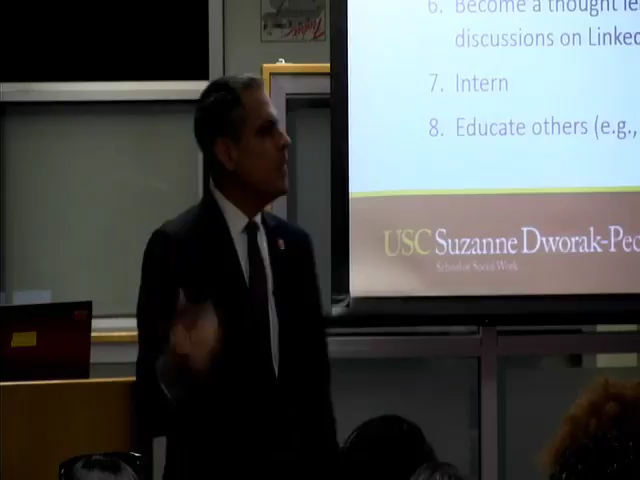 6. Become a thought
discussions on Linked
7. Intern
8. Educate others (e.g.,
USC Suzanne Dworak-Pec
School of Social Work